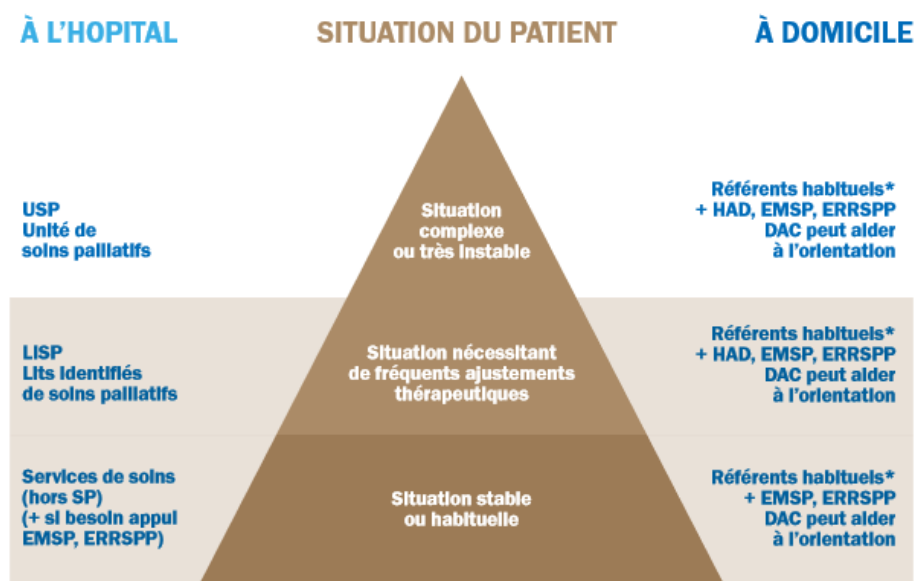 À L'HOPITAL
SITUATION DU PATIENT
À DOMICILE
USP
Unité de
soins palliatifs
Situation
complexe
ou très instable
Référents habituels*
+ HAD, EMSP, ERRSPP
DAC peut aider
à l'orientation
LISP
Lits identifiés
de soins palliatifs
Situation nécessitant
de fréquents ajustements
thérapeutiques
Référents habituels*
+ HAD, EMSP, ERRSPP
DAC peut aider
à l'orientation
Services de soins
(hors SP)
(+ si besoin appui
EMSP, ERRSPP)
Situation stable
ou habituelle
Référents habituels*
+ EMSP, ERRSPP
DAC peut aider
à l'orientation